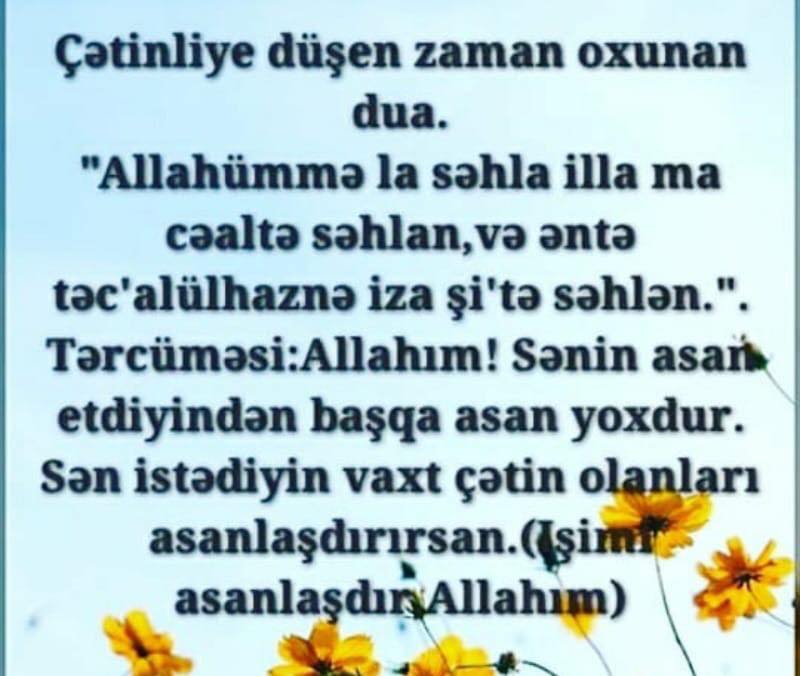 Çətinliye düşen zaman oxunan
dua.
"Allahümmə la səhla illa ma
cəaltə səhlan,və əntə
təc'alülhaznə iza şi'tə səhlən.".
Tərcüməsi:Allahım! Sənin asan
etdiyindən başqa asan yoxdur.
Sən istədiyin vaxt çətin olanları
asanlaşdırırsan.(Işimi
asanlaşdır Allahım)